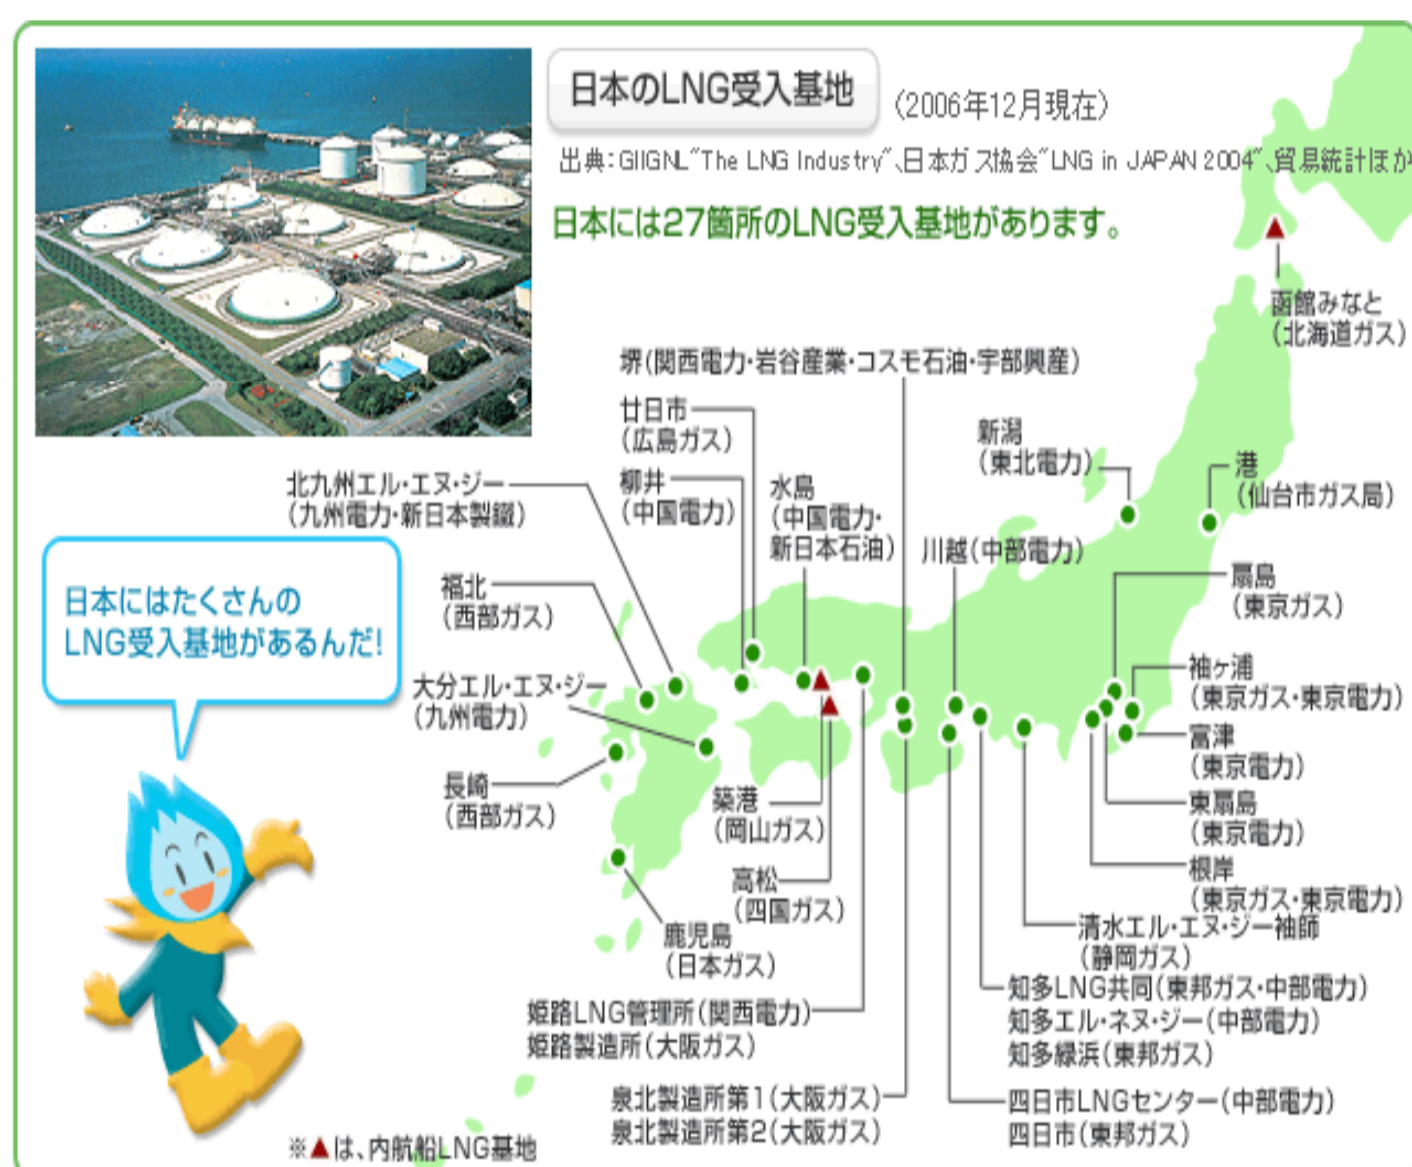 日本のLNG受入基地
（2006年12月現在）
出典：GIIGNL"The LNG Industry"、日本ガス協会"LNG in JAPAN 2004"、貿易統計ほか
日本には27箇所のLNG受入基地があります。
函館みなと
（北海道ガス）
堺(関西電力・岩谷産業・コスモ石油・宇部興産)
廿日市
（広島ガス）
新潟
（東北電力）
港
（仙台市ガス局）
北九州エル・エヌ・ジー
（九州電力・新日本製鐵）
柳井
（中国電力）
水島
（中国電力・
新日本石油）
川越(中部電力)
日本にはたくさんの
LNG受入基地があるんだ!
福北
（西部ガス）
扇島
（東京ガス）
大分エル・エヌ・ジー
（九州電力）
袖ヶ浦
（東京ガス・東京電力）
富津
（東京電力）
長崎
（西部ガス）
築港
（岡山ガス）
東扇島
（東京電力）
高松
（四国ガス）
根岸
（東京ガス・東京電力）
鹿児島
（日本ガス）
清水エル・エヌ・ジー袖師
（静岡ガス）
知多LNG共同(東邦ガス・中部電力)
知多エル・ネヌ・ジー(中部電力)
知多緑浜(東邦ガス)
姫路LNG管理所(関西電力)
姫路製造所(大阪ガス)
泉北製造所第1(大阪ガス)
泉北製造所第2(大阪ガス)
四日市LNGセンター(中部電力)
四日市(東邦ガス)
※▲は、内航船LNG基地